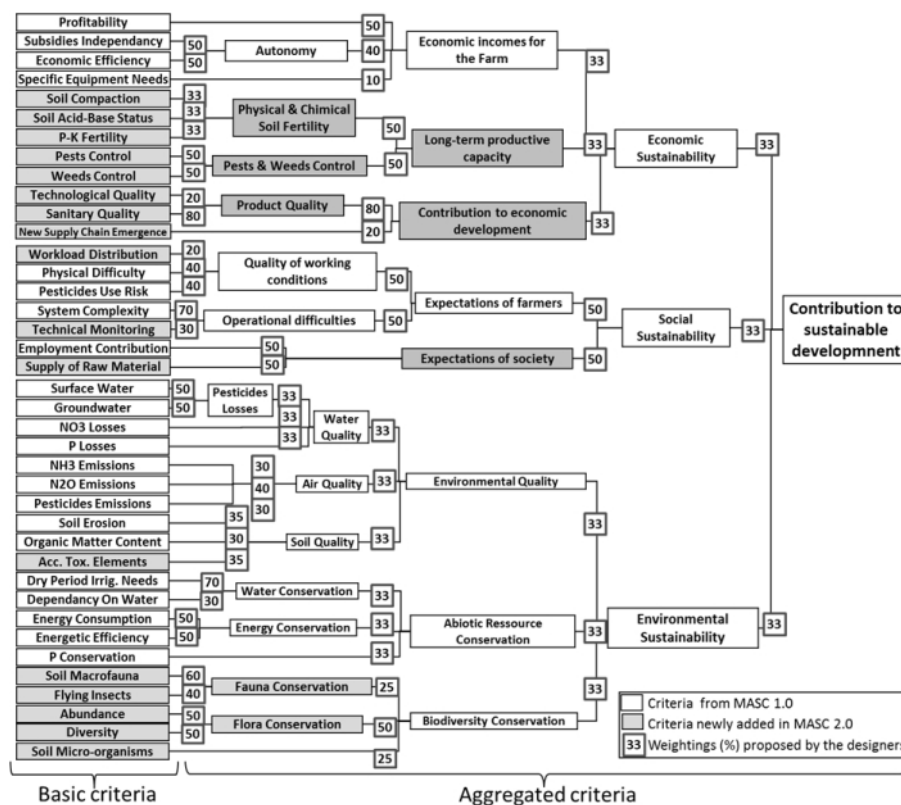 Profitability
50
Subsidies Independancy
50
Autonomy
40
Economic incomes for
the Farm
33
Economic Efficiency
50
Specific Equipment Needs
10
Soil Compaction
33
Soil Acid-Base Status
33
Physical & Chimical
Soil Fertility
50
P-K Fertility
33
Long-term productive
capacity
33
Economic
Sustainability
33
Pests Control
50
Pests & Weeds Control
50
Weeds Control
50
Technological Quality
20
Product Quality
80
Sanitary Quality
80
Contribution to economic
development
33
New Supply Chain Emergence
20
Workload Distribution
20
Physical Difficulty
40
Quality of working
conditions
50
Pesticides Use Risk
40
Expectations of farmers
50
System Complexity
70
Operational difficulties
50
Technical Monitoring
30
Social
Sustainability
33
Contribution to
sustainable
developmnent
Employment Contribution
50
Expectations of society
50
Supply of Raw Material
50
Surface Water
50
Pesticides
Losses
33
Groundwater
50
33
Water
Quality
33
NO3 Losses
P Losses
33
NH3 Emissions
30
N2O Emissions
40
Air Quality
33
Environmental Quality
33
Pesticides Emissions
30
Soil Erosion
35
Organic Matter Content
30
Soil Quality
33
Acc. Tox. Elements
35
Dry Period Irrig. Needs
70
Water Conservation
33
Dependancy On Water
30
Energy Consumption
50
Energy Conservation
33
Abiotic Ressource
Conservation
33
Environmental
Sustainability
33
Energetic Efficiency
50
P Conservation
33
Soil Macrofauna
60
Fauna Conservation
25
33
Flying Insects
40
Abundance
50
Flora Conservation
50
Biodiversity Conservation
Diversity
50
Soil Micro-organisms
25
Criteria from MASC 1.0
Criteria newly added in MASC 2.0
33
Weightings (%) proposed by the designers
Basic criteria
Aggregated criteria